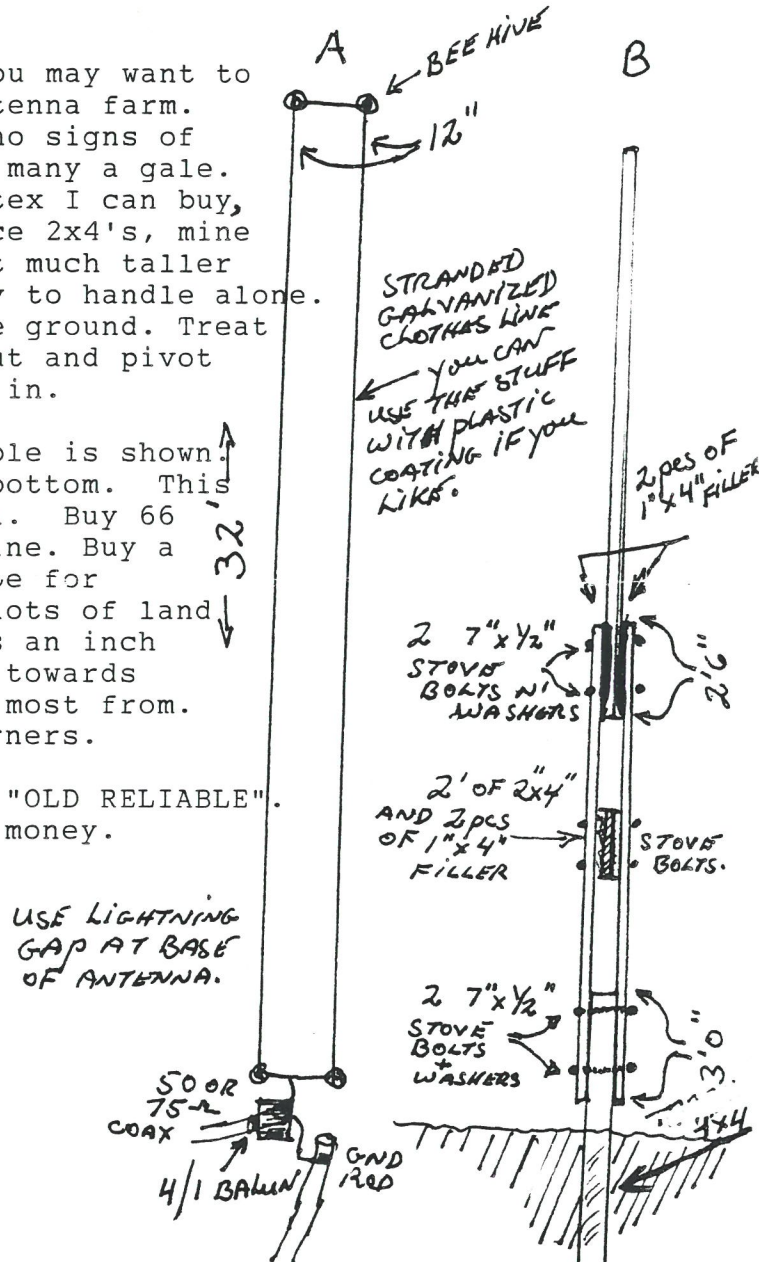 ou may want to
tenna farm.
no signs of
many a gale.
tex I can buy,
ce 2x4's, mine
t much taller
y to handle alone.
e ground. Treat
ut and pivot
in.
ole is shown.
bottom. This
. Buy 66
ine. Buy a
ce for
lots of land
s an inch
towards
most from.
rners.
"OLD RELIABLE".
money.
A
BEE HIVE
12"
STRANDED
GALVANIZED
CLOTHAS LINE
YOU CAN
USE THE STUFF
WITH PLASTIC
COATING IF YOU
LIKE.
32'
USE LIGHTNING
GAP AT BASE
OF ANTENNA.
50 OR
75 Ω
COAX
4/1 BALUN
GND
ROD
B
2 pcs OF
1"X4" FILLER
2 7"x1/2"
STOVE
BOLTS N'
WASHERS
2'6"
2' OF 2"x4"
AND 2 pcs
OF 1"X4"
FILLER
STOVE
BOLTS.
2 7"x1/2"
STOVE
BOLTS
+
WASHERS
3'0"
4x4